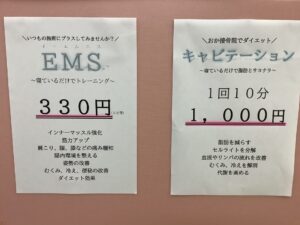 ＼いつもの施術にプラスしてみませんか？／
EMS
～寝ているだけでトレーニング～
330円
インナーマッスル強化
筋力アップ
肩こり、腰、膝などの痛み緩和
腸内環境を整える
姿勢の改善
むくみ、冷え、便秘の改善
ダイエット効果
＼おか接骨院でダイエット／
キャビテーション
～寝ているだけで脂肪とサヨナラ～
1回10分
1，000円
脂肪を減らす
セルライトを分解
血液やリンパの流れを改善
むくみ、冷えを解消
代謝を高める